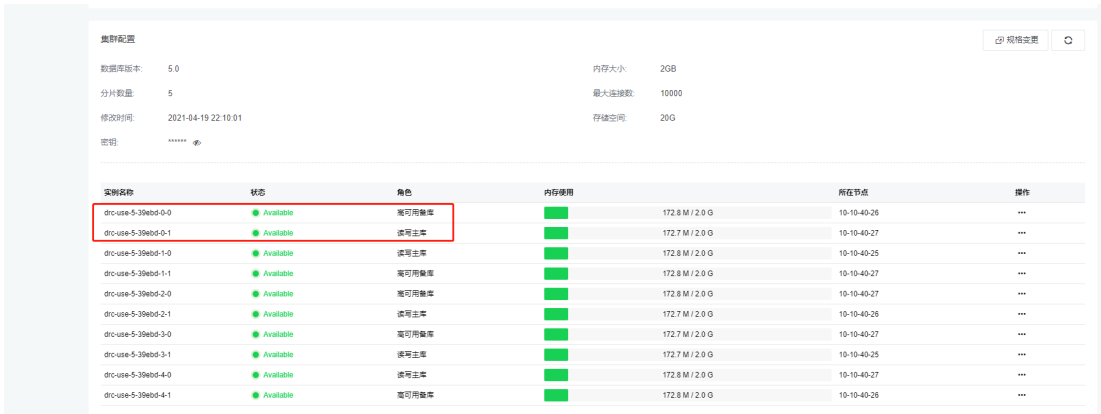 集群配置
规格变更
数据库版本: 5.0 内存大小: 2GB
分片数量: 5 最大连接数: 10000
修改时间: 2021-04-19 22:10:01 存储空间: 20G
密钥: ******
实例名称 状态 角色 内存使用 所在节点 操作
drc-use-5-39ebd-0-0 Available 高可用备库 172.8 M / 2.0 G 10-10-40-26 •••
drc-use-5-39ebd-0-1 Available 读写主库 172.7 M / 2.0 G 10-10-40-27 •••
drc-use-5-39ebd-1-0 Available 读写主库 172.8 M / 2.0 G 10-10-40-25 •••
drc-use-5-39ebd-1-1 Available 高可用备库 172.8 M / 2.0 G 10-10-40-27 •••
drc-use-5-39ebd-2-0 Available 高可用备库 172.8 M / 2.0 G 10-10-40-27 •••
drc-use-5-39ebd-2-1 Available 读写主库 172.7 M / 2.0 G 10-10-40-26 •••
drc-use-5-39ebd-3-0 Available 高可用备库 172.7 M / 2.0 G 10-10-40-27 •••
drc-use-5-39ebd-3-1 Available 读写主库 172.7 M / 2.0 G 10-10-40-25 •••
drc-use-5-39ebd-4-0 Available 读写主库 172.8 M / 2.0 G 10-10-40-27 •••
drc-use-5-39ebd-4-1 Available 高可用备库 172.8 M / 2.0 G 10-10-40-26 •••